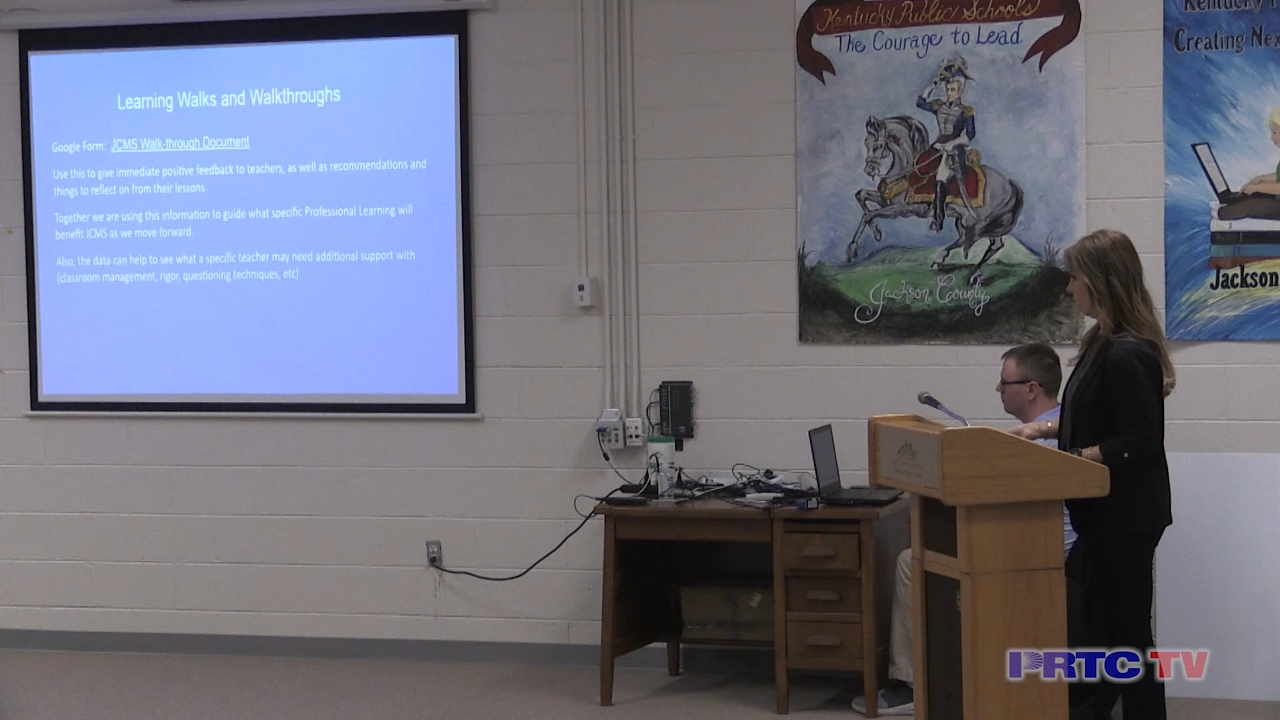 Learning Walks and Walkthroughs
Google Form: JCMS Walk-through Document
Use this to give immediate positive feedback to teachers, as well as recommendations and
things to reflect on from their lessons.
Together we are using this information to guide what specific Professional Learning will
benefit JCMS as we move forward.
Also, the data can help to see what a specific teacher may need additional support with
(classroom management, rigor, questioning techniques, etc)
Kentucky Public Schools
The Courage to Lead
Jackson County
Kentucky
Creating Nex
Jackson
PRTC TV